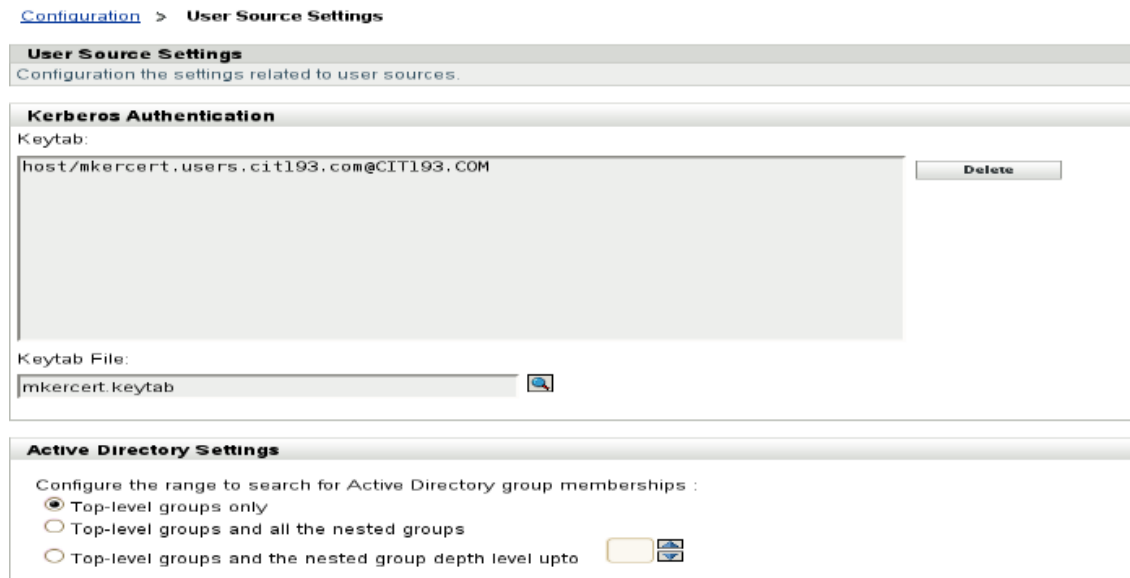 Configuration > User Source Settings
User Source Settings
Configuration the settings related to user sources.
Kerberos Authentication
Keytab:
host/mkercert.users.cit193.com@CIT193.COM
Delete
Keytab File:
mkercert.keytab
Active Directory Settings
Configure the range to search for Active Directory group memberships :
Top-level groups only
Top-level groups and all the nested groups
Top-level groups and the nested group depth level upto